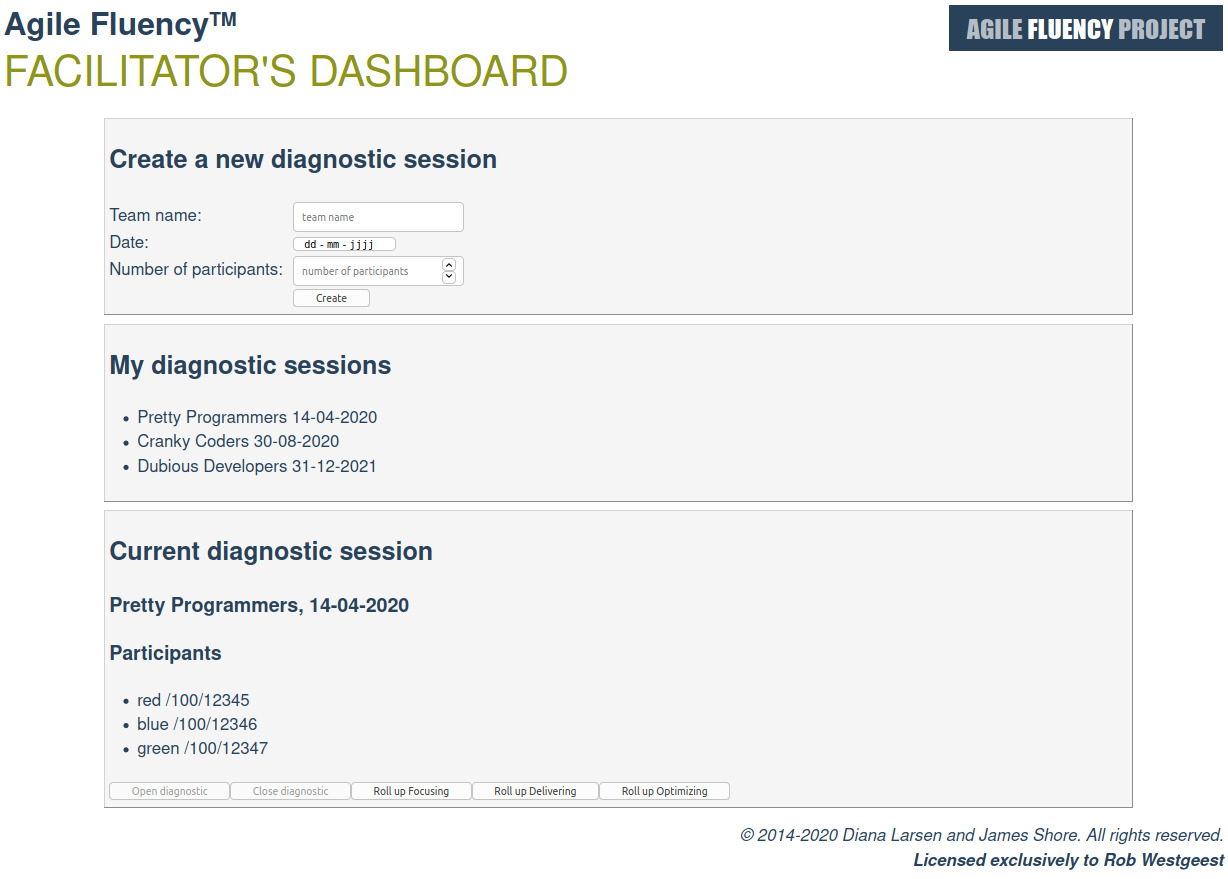 Agile Fluency™
AGILE FLUENCY PROJECT
FACILITATOR'S DASHBOARD
Create a new diagnostic session
Team name: team name
Date: dd - mm - jjjj
Number of participants: number of participants
Create
My diagnostic sessions
• Pretty Programmers 14-04-2020
• Cranky Coders 30-08-2020
• Dubious Developers 31-12-2021
Current diagnostic session
Pretty Programmers, 14-04-2020
Participants
• red /100/12345
• blue /100/12346
• green /100/12347
Open diagnostic Close diagnostic Roll up Focusing Roll up Delivering Roll up Optimizing
© 2014-2020 Diana Larsen and James Shore. All rights reserved.
Licensed exclusively to Rob Westgeest